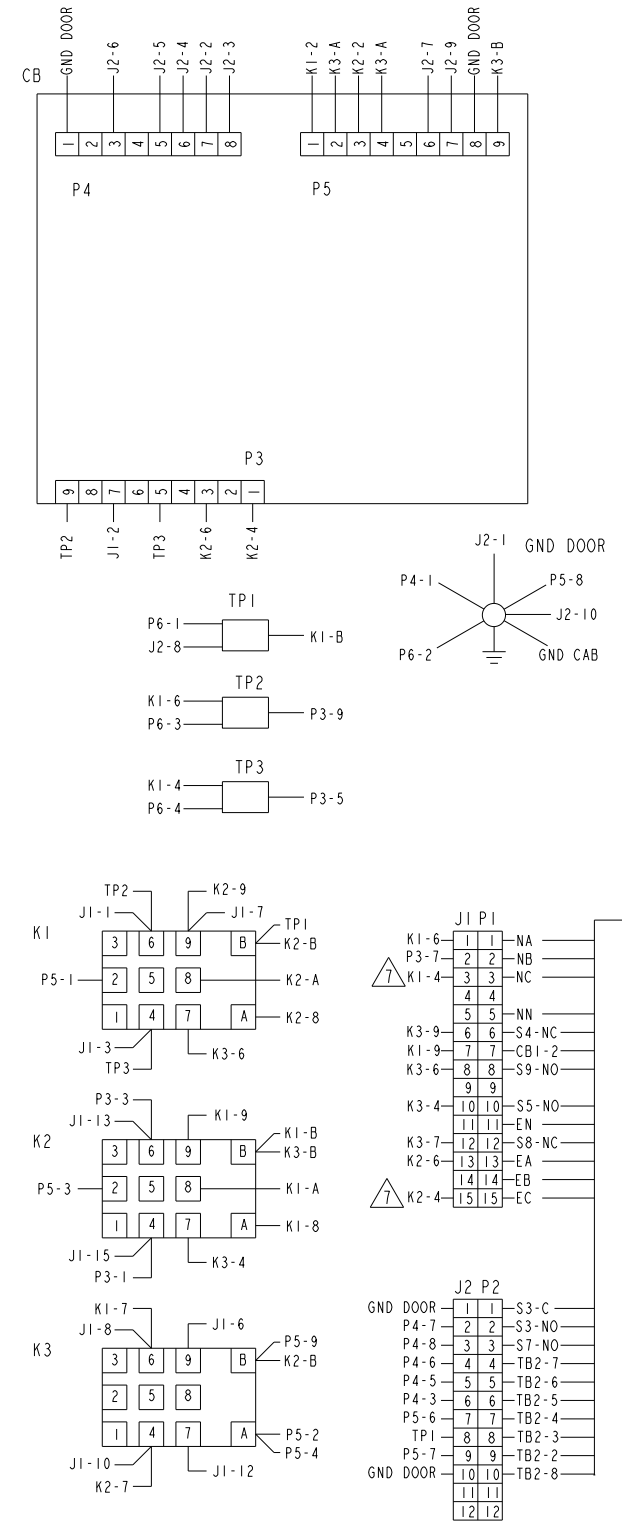 CB
GND DOOR
J2-6
J2-5
J2-4
J2-2
J2-3
K1-2
K3-A
K2-2
K3-A
J2-7
J2-9
GND DOOR
K3-B
1 2 3 4 5 6 7 8
1 2 3 4 5 6 7 8 9
P4
P5
P3
9 8 7 6 5 4 3 2 1
TP2
J1-2
TP3
K2-6
K2-4
J2-1
GND DOOR
P4-1
P5-8
J2-10
P6-2
GND CAB
TP1
P6-1
J2-8
K1-B
TP2
K1-6
P6-3
P3-9
TP3
K1-4
P6-4
P3-5
K1
TP2
K2-9
J1-1
J1-7
TP1
K2-B
3 6 9 B
P5-1
2 5 8
K2-A
1 4 7 A
K2-8
J1-3
TP3
K3-6
K2
P3-3
J1-13
K1-9
K1-B
K3-B
3 6 9 B
P5-3
2 5 8
K1-A
1 4 7 A
K1-8
J1-15
P3-1
K3-4
K3
K1-7
J1-8
J1-6
P5-9
K2-B
3 6 9 B
2 5 8
1 4 7 A
P5-2
P5-4
J1-10
K2-7
J1-12
J1 P1
K1-6 1 1 NA
P3-7 2 2 NB
7 K1-4 3 3 NC
4 4
5 5 NN
K3-9 6 6 S4-NC
K1-9 7 7 CB1-2
K3-6 8 8 S9-NO
9 9
K3-4 10 10 S5-NO
11 11 EN
K3-7 12 12 S8-NC
K2-6 13 13 EA
14 14 EB
7 K2-4 15 15 EC
J2 P2
GND DOOR 1 1 S3-C
P4-7 2 2 S3-NO
P4-8 3 3 S7-NO
P4-6 4 4 TB2-7
P4-5 5 5 TB2-6
P4-3 6 6 TB2-5
P5-6 7 7 TB2-4
TP1 8 8 TB2-3
P5-7 9 9 TB2-2
GND DOOR 10 10 TB2-8
11 11
12 12